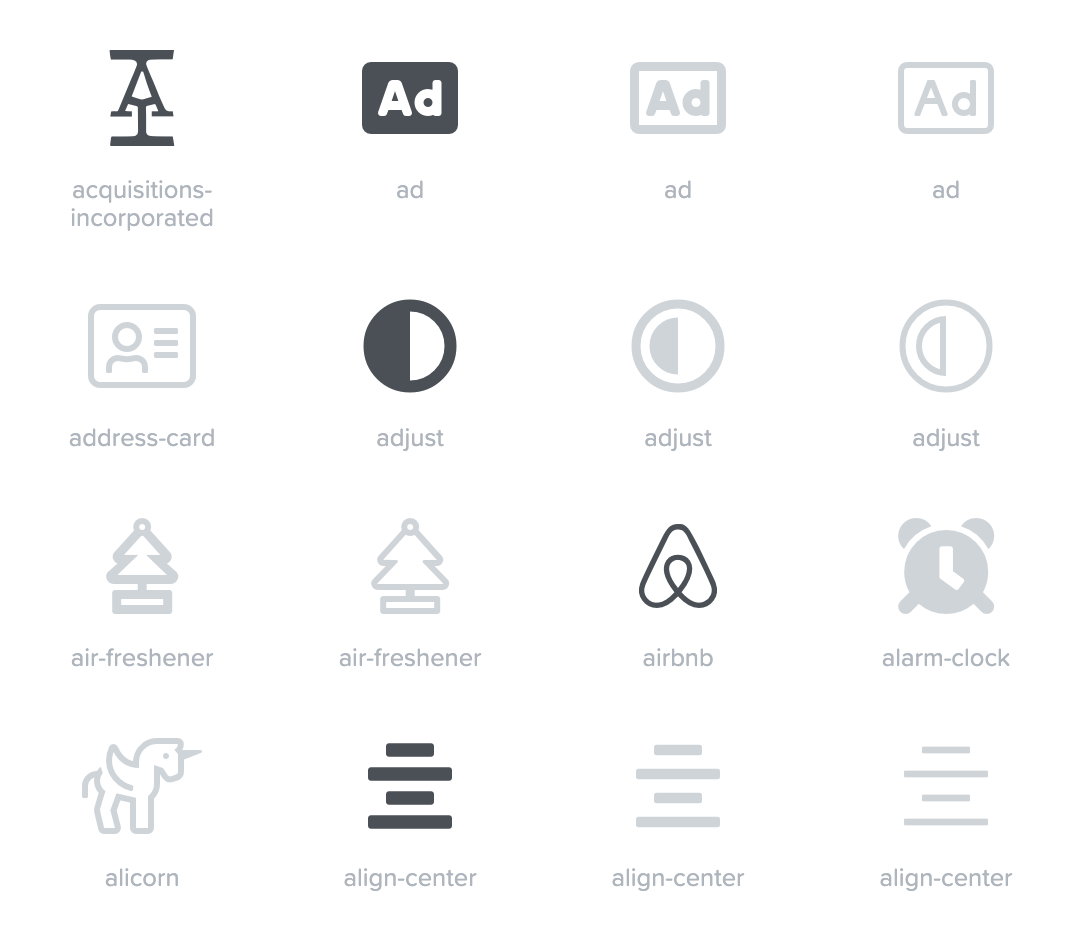 Ad
Ad
Ad
acquisitions-
incorporated
ad
ad
ad
address-card
adjust
adjust
adjust
air-freshener
air-freshener
airbnb
alarm-clock
alicorn
align-center
align-center
align-center